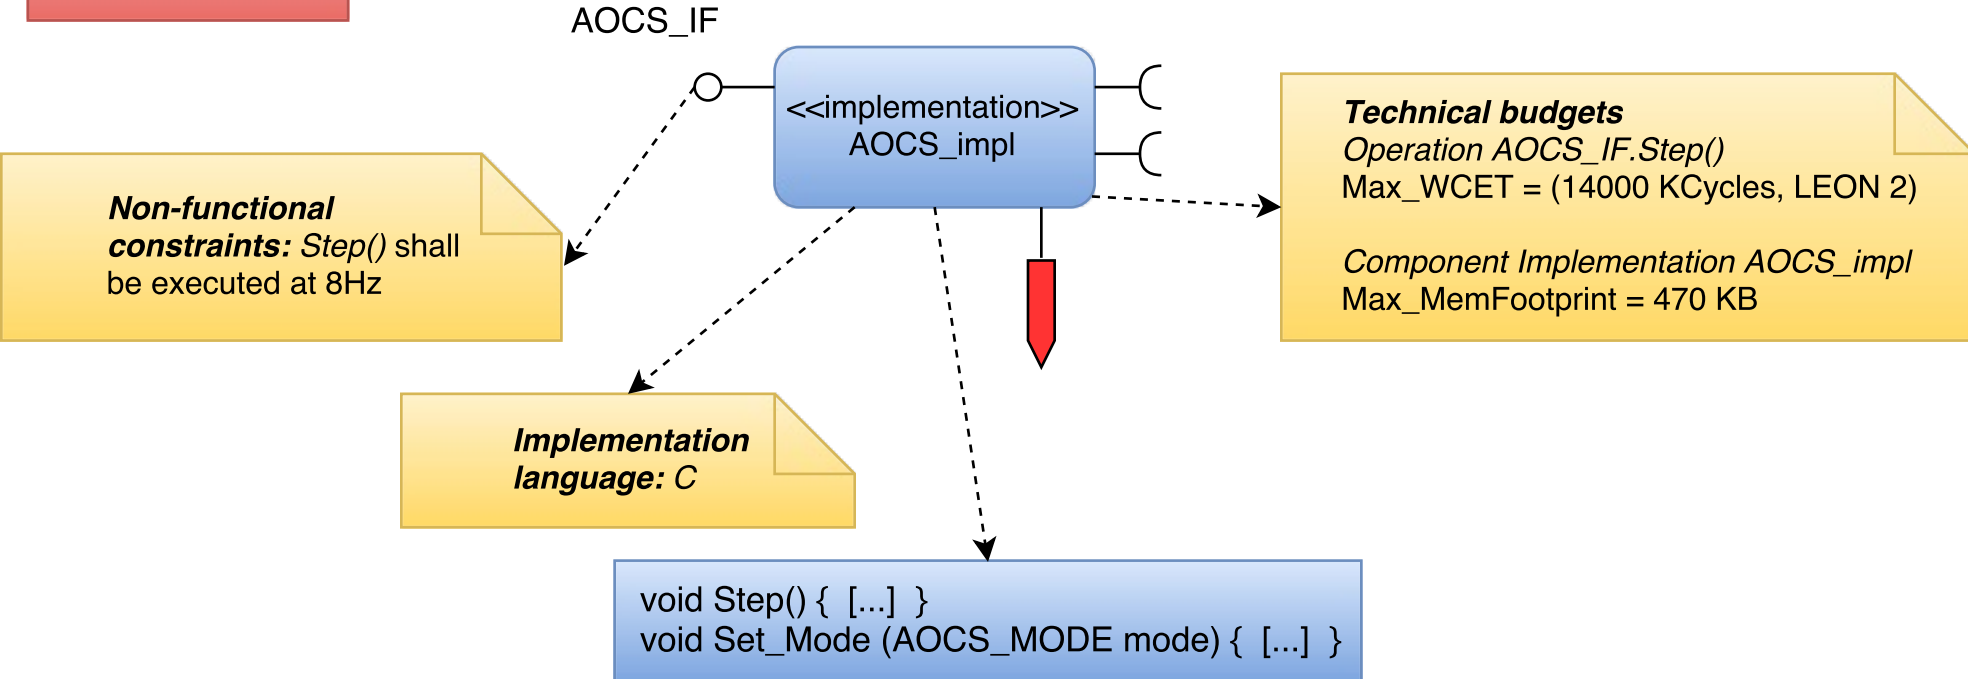 AOCS_IF
<<implementation>>
AOCS_impl
Technical budgets
Operation AOCS_IF.Step()
Max_WCET = (14000 KCycles, LEON 2)
Component Implementation AOCS_impl
Max_MemFootprint = 470 KB
Non-functional
constraints: Step() shall
be executed at 8Hz
Implementation
language: C
void Step() { [...] }
void Set_Mode (AOCS_MODE mode) { [...] }